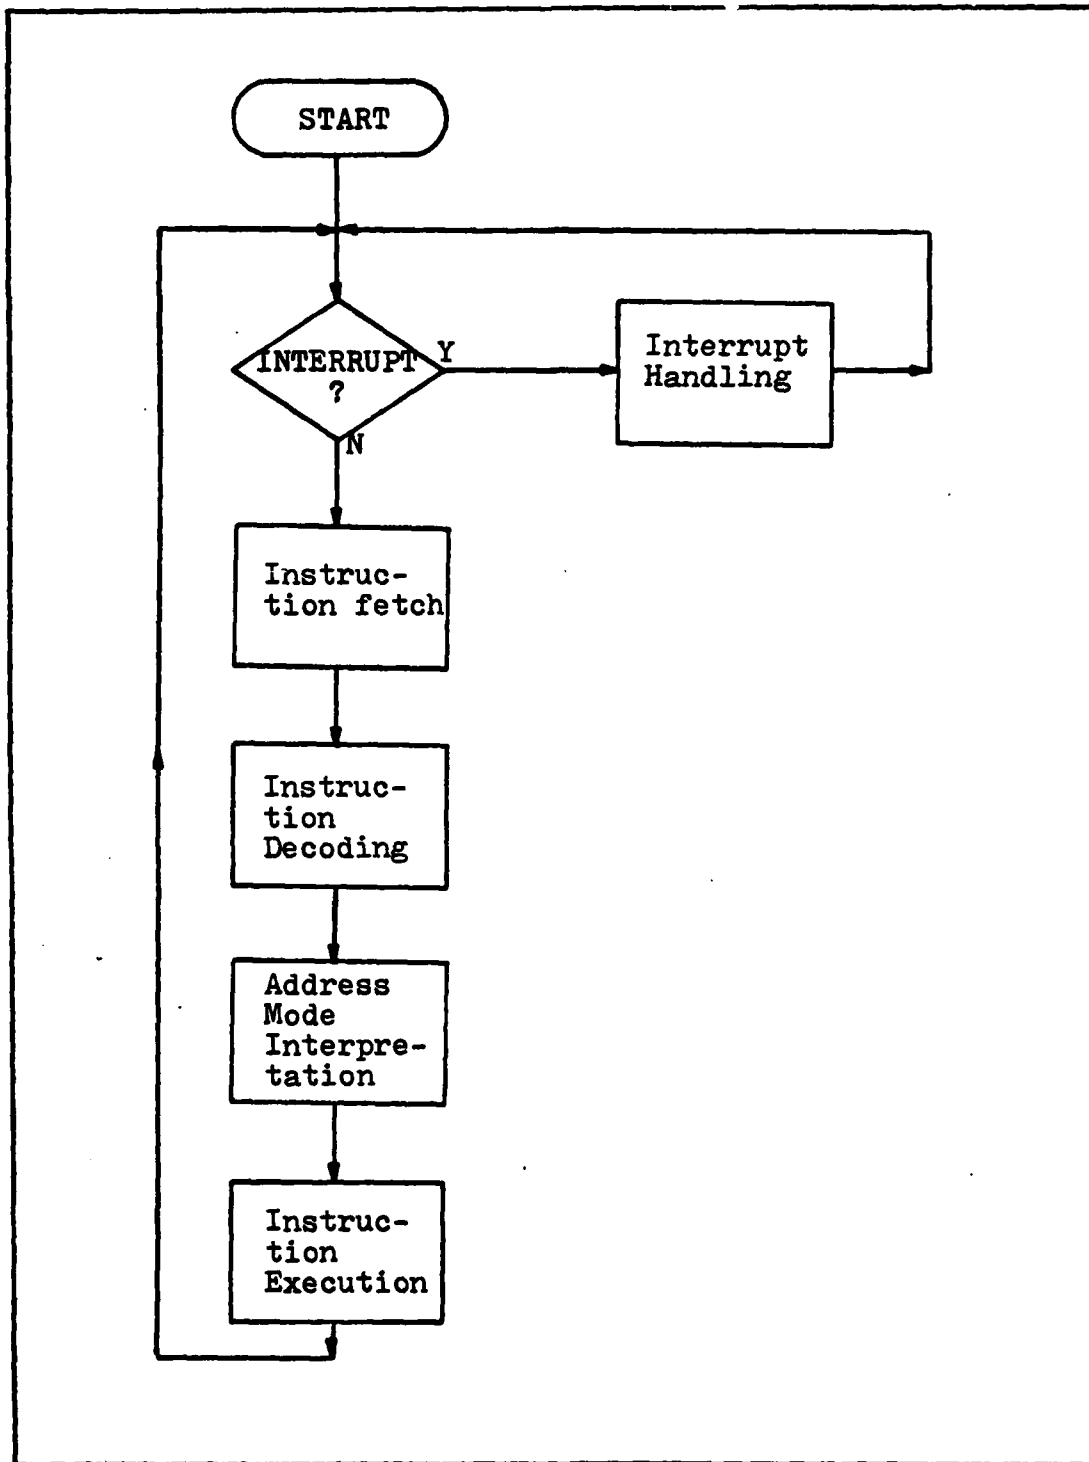 START
INTERRUPT
?
Y
N
Interrupt
Handling
Instruc-
tion fetch
Instruc-
tion
Decoding
Address
Mode
Interpre-
tation
Instruc-
tion
Execution